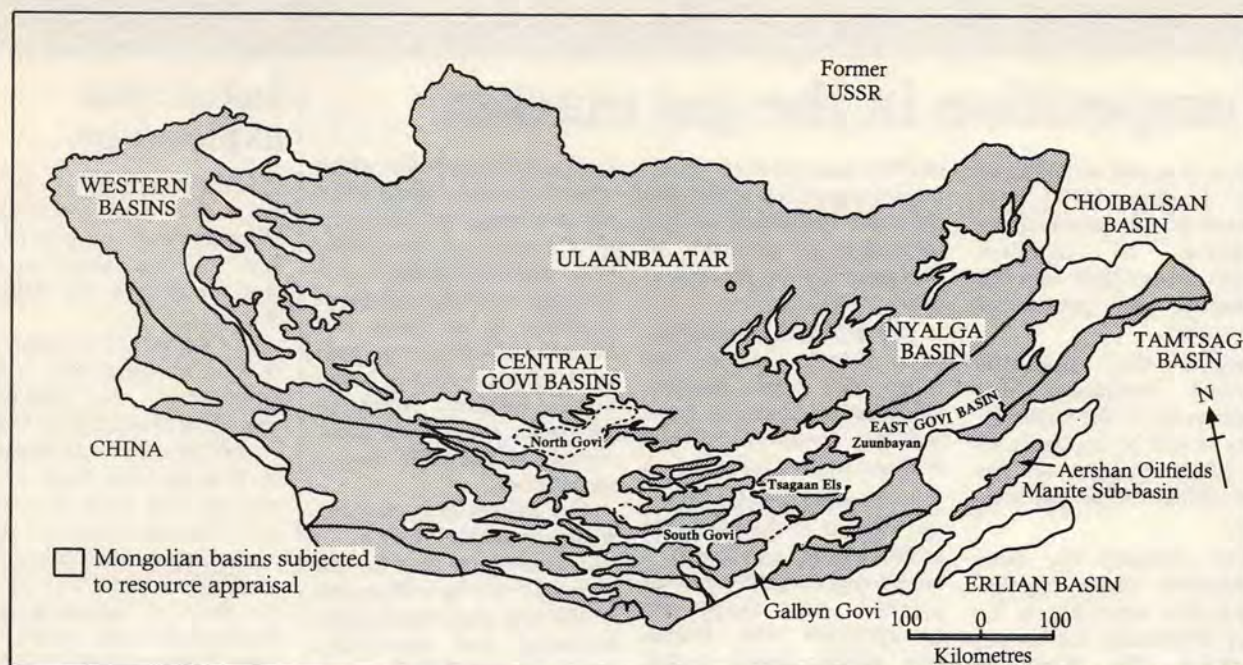 Former
USSR
WESTERN
BASINS
CHOIBALSAN
BASIN
ULAANBAATAR
NYALGA
BASIN
TAMTSAG
BASIN
CENTRAL
GOVI BASINS
N
EAST GOVI BASIN
North Govi
Zuunbayan
CHINA
Aershan Oilfields
Manite Sub-basin
Tsagaan Els
South Govi
Mongolian basins subjected
to resource appraisal
ERLIAN BASIN
Galbyn Govi
100 0 100
Kilometres